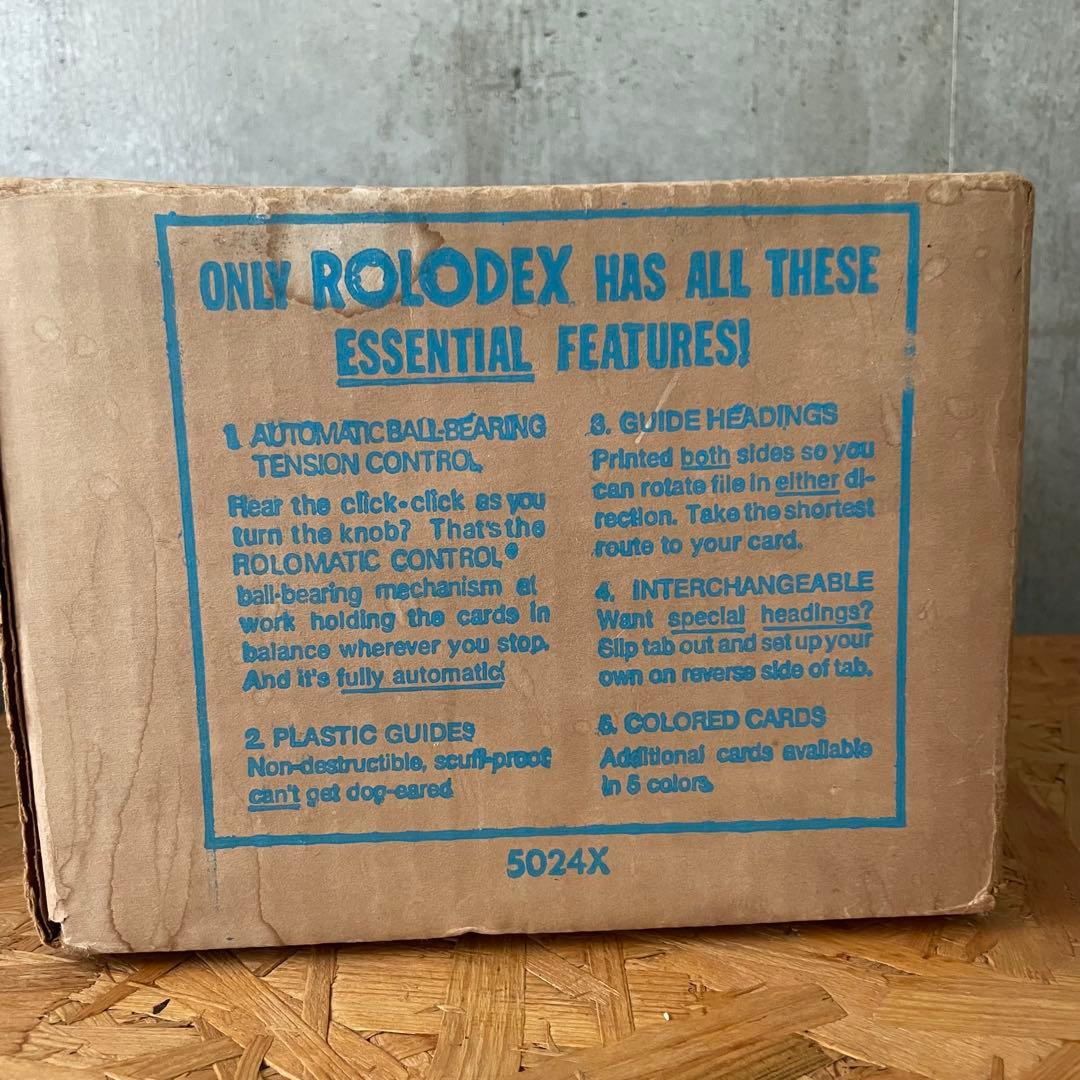 ONLY ROLODEX HAS ALL THESE
ESSENTIAL FEATURES!
1. AUTOMATIC BALL-BEARING
TENSION CONTROL
Hear the click-click as you
turn the knob? That's the
ROLOMATIC CONTROL®
ball-bearing mechanism at
work holding the cards in
balance wherever you stop.
And it's fully automatic!
2. PLASTIC GUIDES
Non-destructible, scuff-proof
can't get dog-eared
3. GUIDE HEADINGS
Printed both sides so you
can rotate file in either di-
rection. Take the shortest
route to your card.
4. INTERCHANGEABLE
Want special headings?
Slip tab out and set up your
own on reverse side of tab.
5. COLORED CARDS
Additional cards available
in 5 colors
5024X